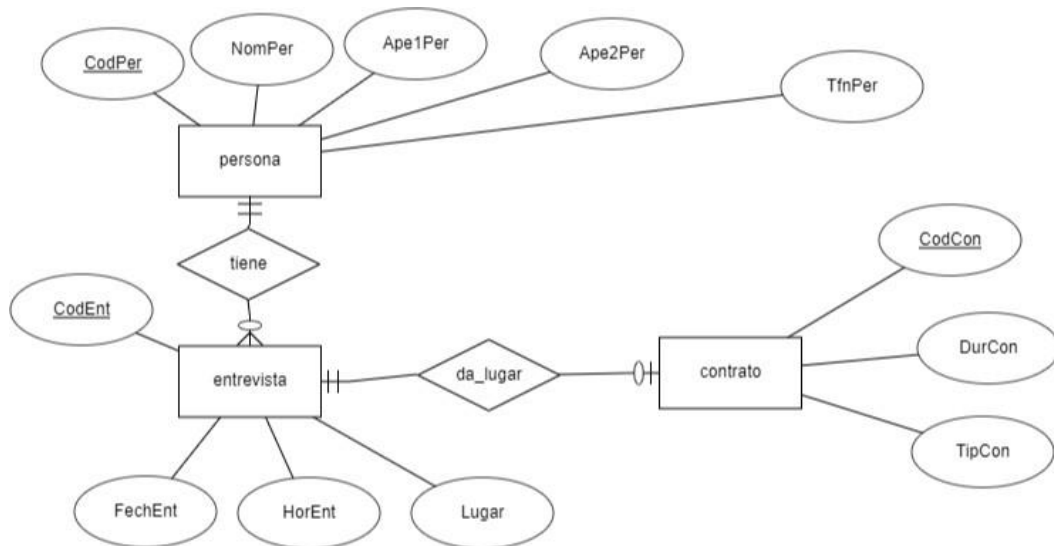 CodPer
NomPer
Ape1Per
Ape2Per
TfnPer
persona
tiene
CodEnt
entrevista
da_lugar
contrato
CodCon
DurCon
TipCon
FechEnt
HorEnt
Lugar